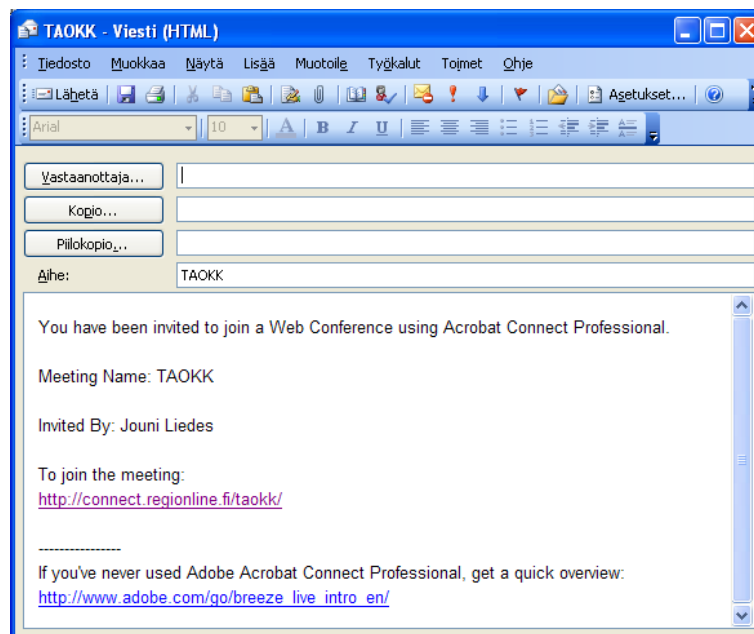 TAOKK - Viesti (HTML)
Tiedosto Muokkaa Näytä Lisää Muotoile Työkalut Toimet Ohje
Lähetä Asetukset...
Arial 10 A B I U
Vastaanottaja...
Kopio...
Piilokopio...
Aihe: TAOKK
You have been invited to join a Web Conference using Acrobat Connect Professional.
Meeting Name: TAOKK
Invited By: Jouni Liedes
To join the meeting:
http://connect.regionline.fi/taokk/
----------------
If you've never used Adobe Acrobat Connect Professional, get a quick overview:
http://www.adobe.com/go/breeze_live_intro_en/